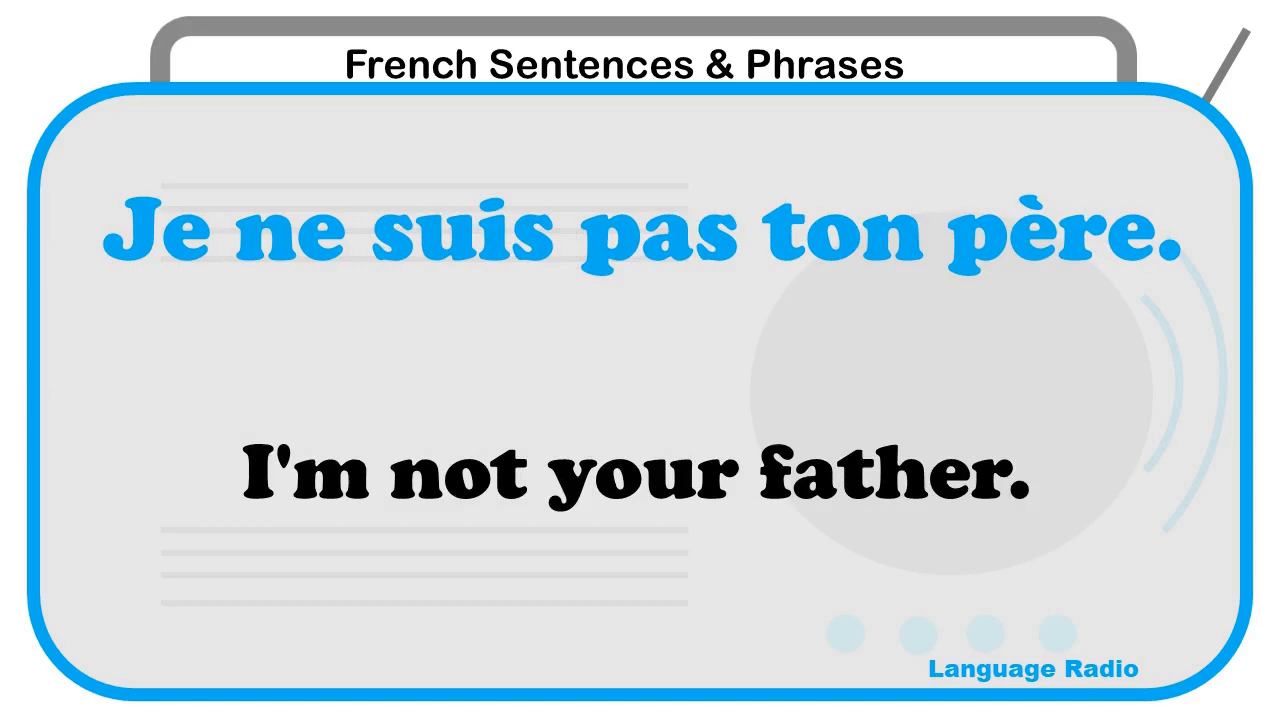 French Sentences & Phrases
Je ne suis pas ton père.
I'm not your father.
Language Radio